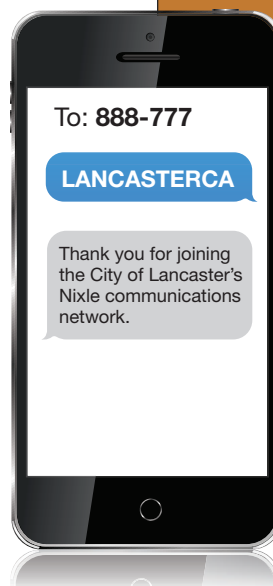 To: 888-777
LANCASTERCA
Thank you for joining
the City of Lancaster’s
Nixle communications
network.